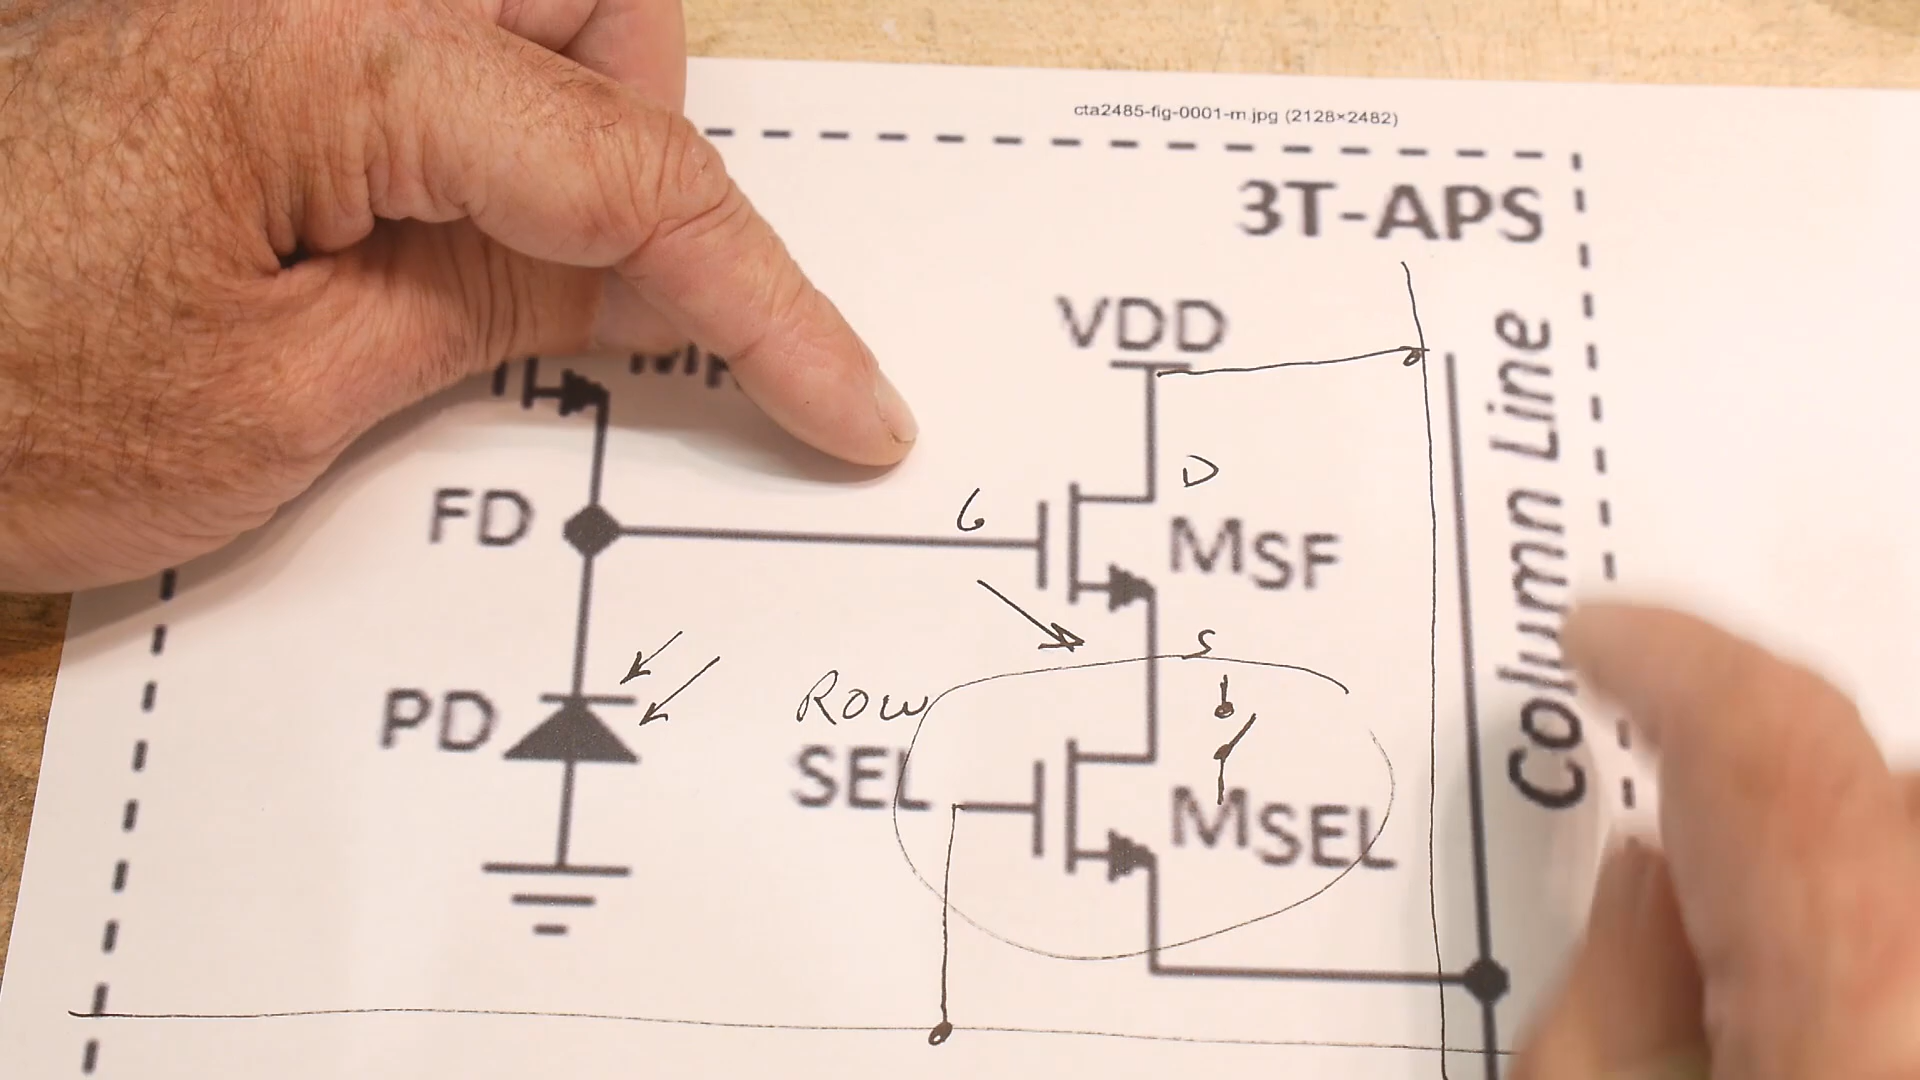 cta2485-fig-0001-m.jpg (2128×2482)
3T-APS
VDD
Column Line
D
G
FD
MSF
S
ROW
PD
SEL
MSEL